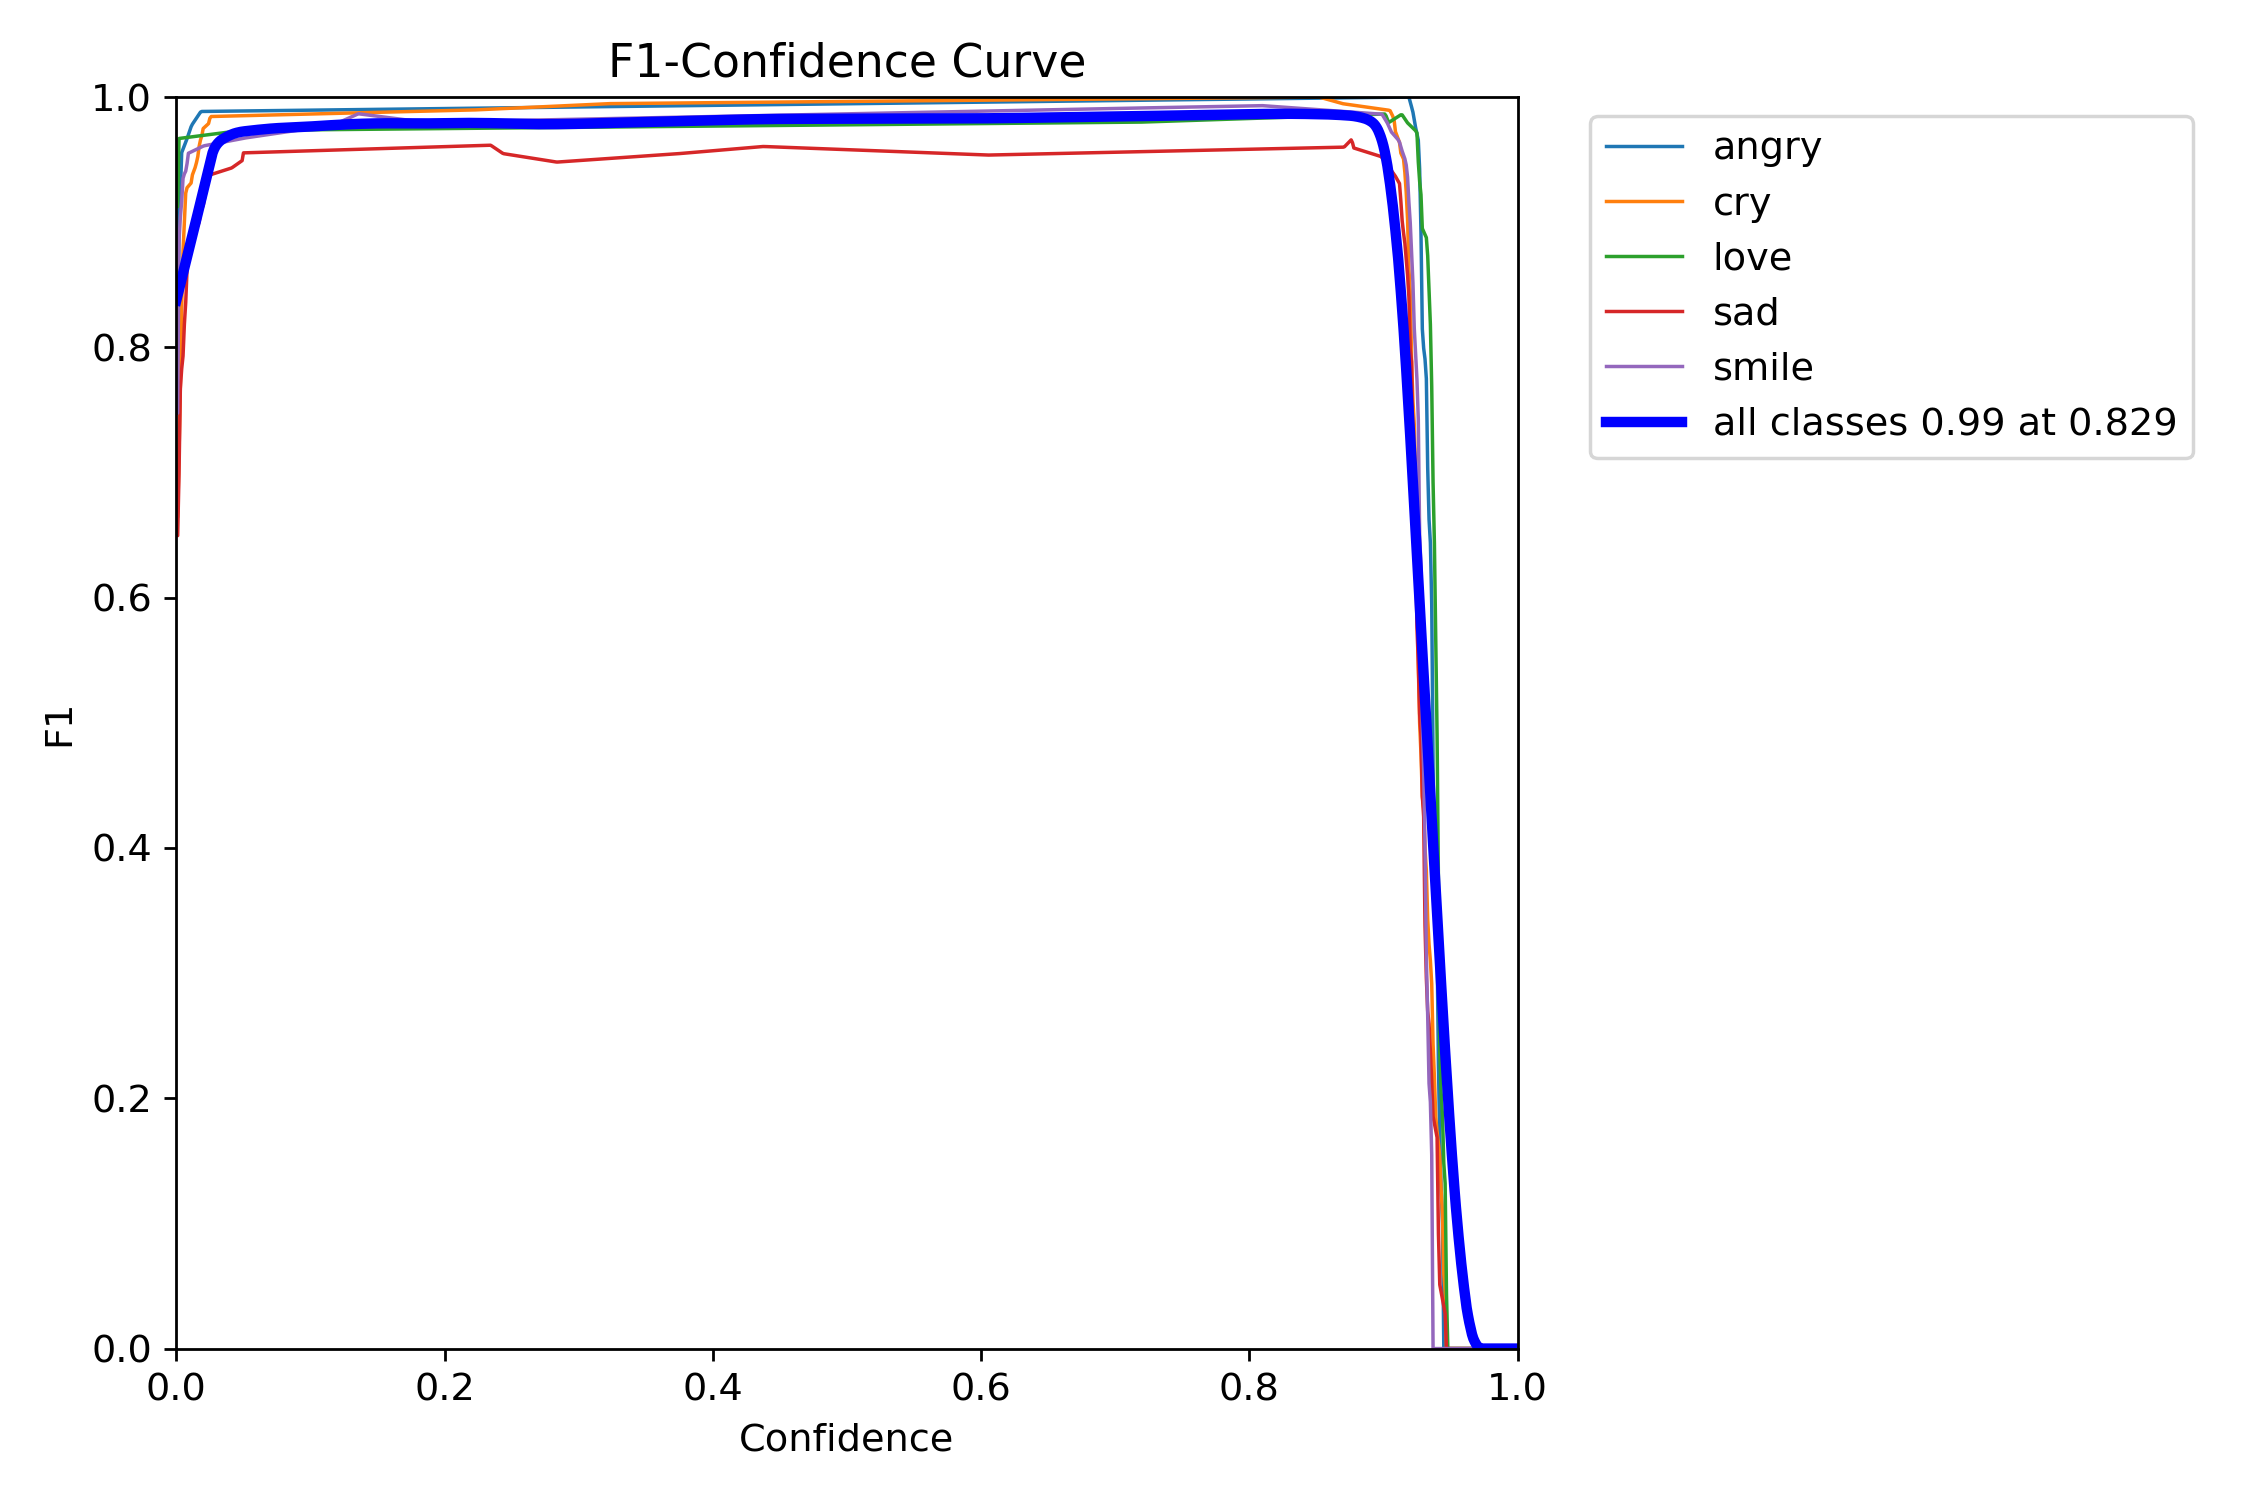 F1-Confidence Curve
1.0
0.8
0.6
0.4
0.2
0.0
F1
0.0 0.2 0.4 0.6 0.8 1.0
Confidence
angry
cry
love
sad
smile
all classes 0.99 at 0.829